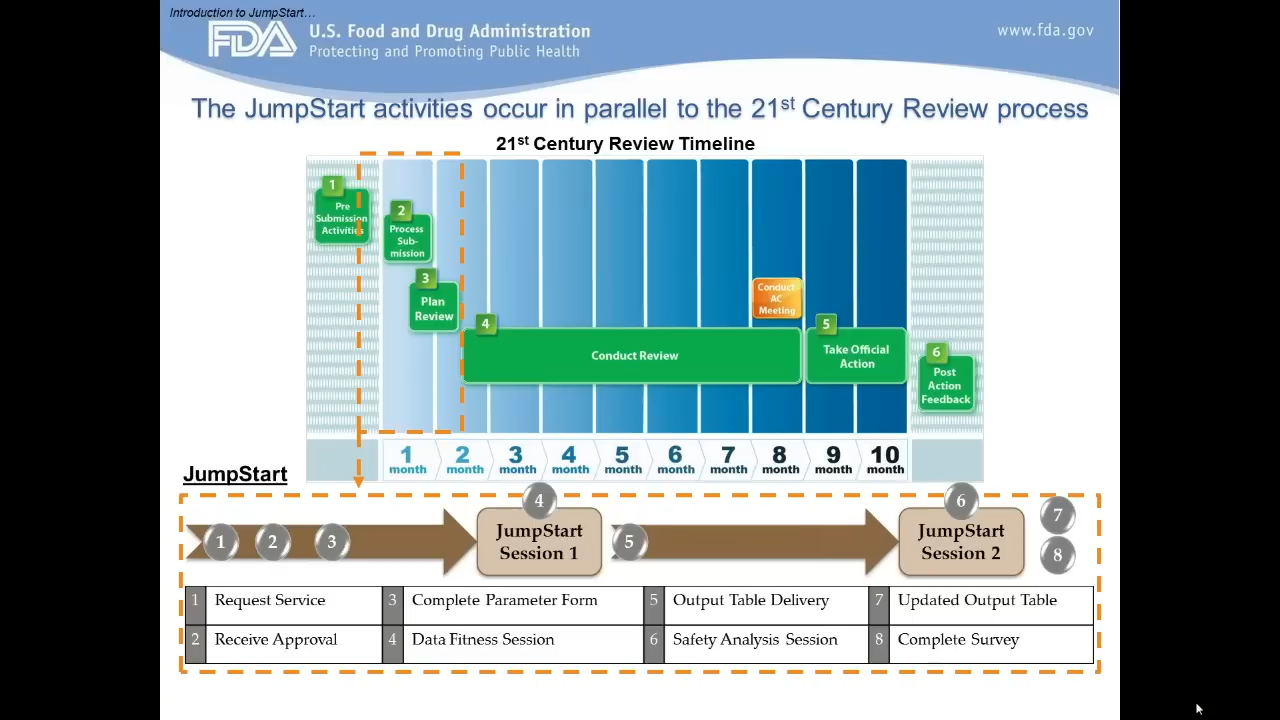 Introduction to JumpStart…
FDA U.S. Food and Drug Administration
Protecting and Promoting Public Health
www.fda.gov
The JumpStart activities occur in parallel to the 21st Century Review process
21st Century Review Timeline
1
Pre
Submission
Activities
2
Process
Sub-
mission
3
Plan
Review
4
Conduct Review
Conduct
AC
Meeting
5
Take Official
Action
6
Post
Action
Feedback
1 month
2 month
3 month
4 month
5 month
6 month
7 month
8 month
9 month
10 month
JumpStart
1 2 3
4
JumpStart
Session 1
5
6
JumpStart
Session 2
7
8
1 Request Service 3 Complete Parameter Form 5 Output Table Delivery 7 Updated Output Table
2 Receive Approval 4 Data Fitness Session 6 Safety Analysis Session 8 Complete Survey